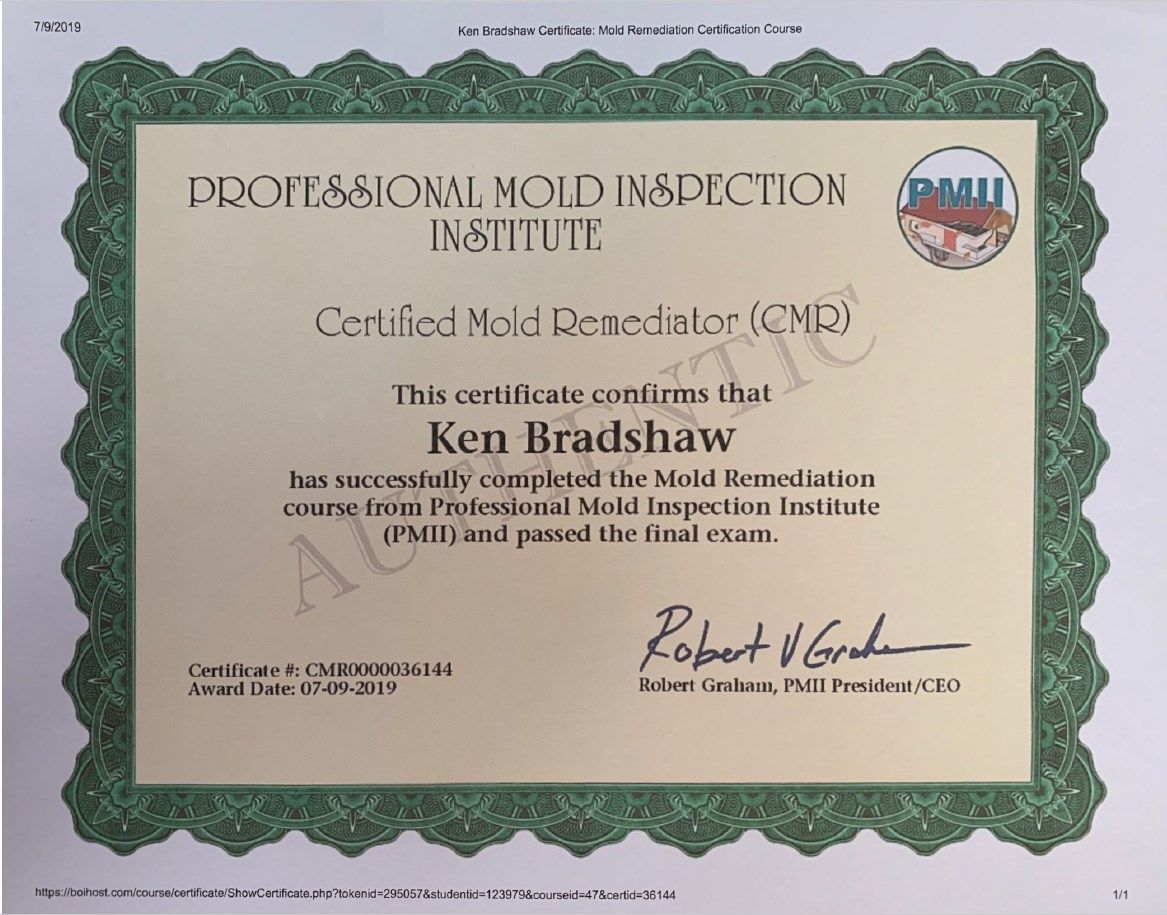 7/9/2019
Ken Bradshaw Certificate: Mold Remediation Certification Course
PROFESSIONAL MOLD INSPECTION
INSTITUTE
PMII
Certified Mold Remediator (CMR)
AUTHENTIC
This certificate confirms that
Ken Bradshaw
has successfully completed the Mold Remediation
course from Professional Mold Inspection Institute
(PMII) and passed the final exam.
Robert V Graham
Certificate #: CMR0000036144
Award Date: 07-09-2019
Robert Graham, PMII President/CEO
https://boihost.com/course/certificate/ShowCertificate.php?tokenid=295057&studentid=123979&courseid=47&certid=36144
1/1